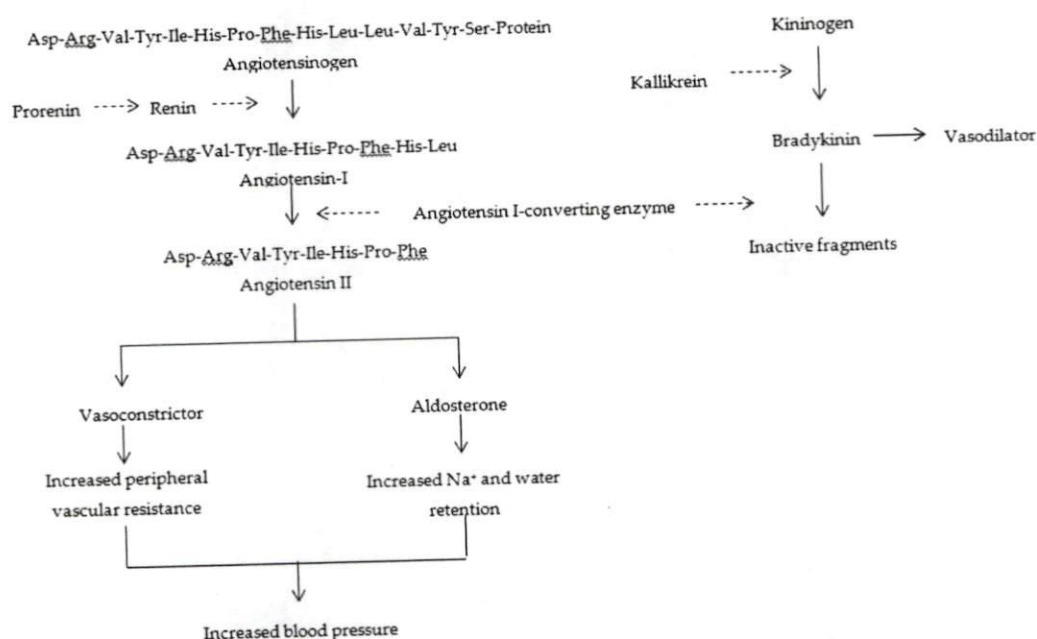 Asp-Arg-Val-Tyr-Ile-His-Pro-Phe-His-Leu-Leu-Val-Tyr-Ser-Protein
Angiotensinogen
Prorenin
Renin
Asp-Arg-Val-Tyr-Ile-His-Pro-Phe-His-Leu
Angiotensin-I
Angiotensin I-converting enzyme
Asp-Arg-Val-Tyr-Ile-His-Pro-Phe
Angiotensin II
Vasoconstrictor
Aldosterone
Increased peripheral
vascular resistance
Increased Na⁺ and water
retention
Increased blood pressure
Kininogen
Kallikrein
Bradykinin
Vasodilator
Inactive fragments